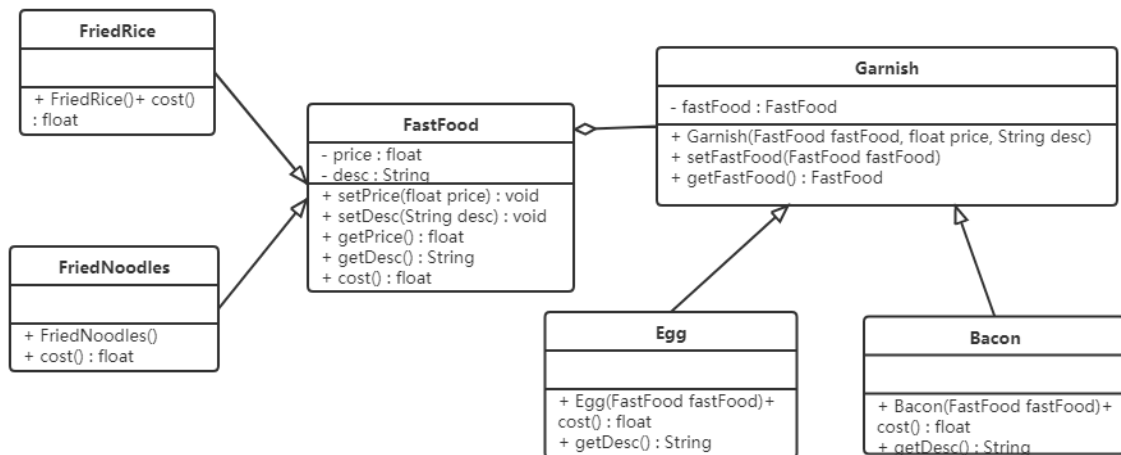 FriedRice
+ FriedRice()+ cost()
: float
FriedNoodles
+ FriedNoodles()
+ cost() : float
FastFood
- price : float
- desc : String
+ setPrice(float price) : void
+ setDesc(String desc) : void
+ getPrice() : float
+ getDesc() : String
+ cost() : float
Garnish
- fastFood : FastFood
+ Garnish(FastFood fastFood, float price, String desc)
+ setFastFood(FastFood fastFood)
+ getFastFood() : FastFood
Egg
+ Egg(FastFood fastFood)+
cost() : float
+ getDesc() : String
Bacon
+ Bacon(FastFood fastFood)+
cost() : float
+ getDesc() : String